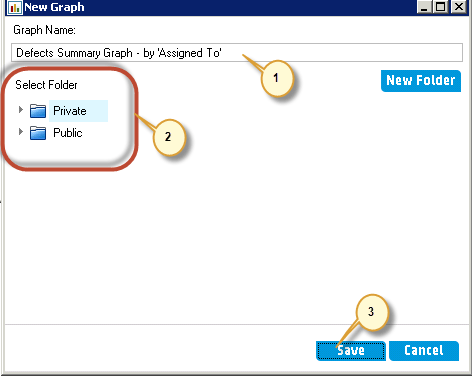 New Graph
Graph Name:
Defects Summary Graph - by 'Assigned To'
1
New Folder
Select Folder
Private
Public
2
3
Save
Cancel